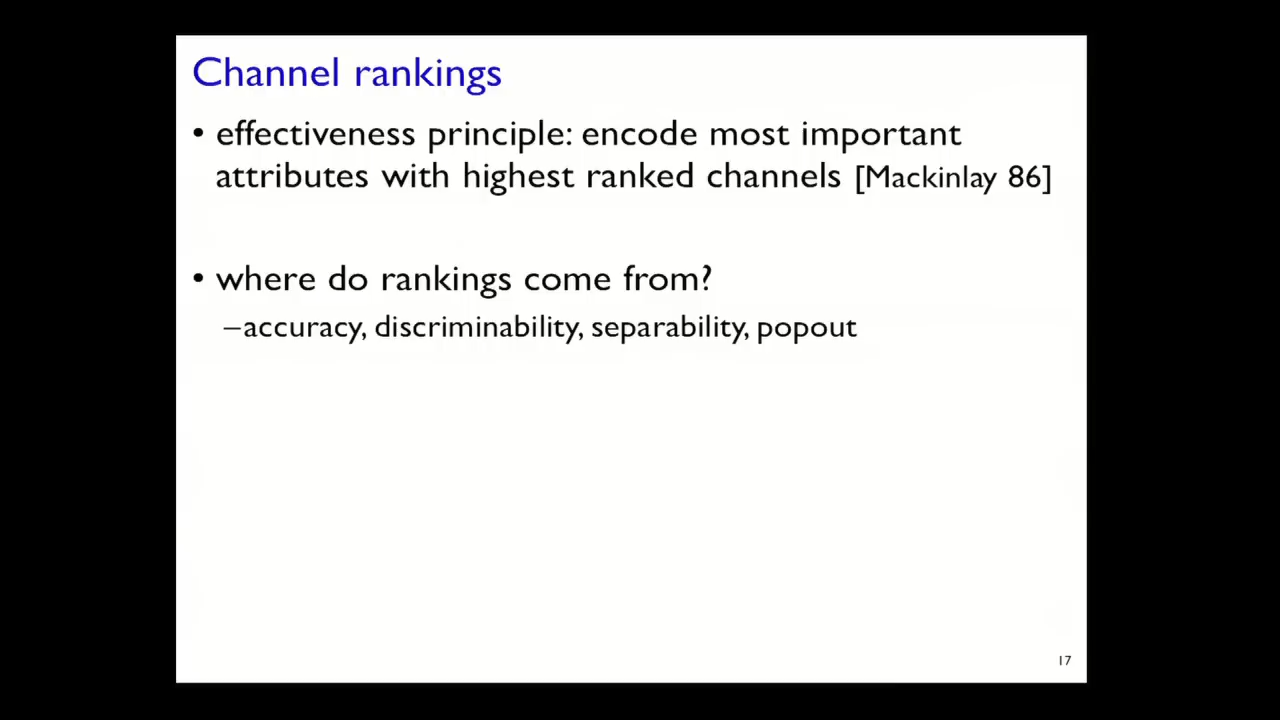 Channel rankings
• effectiveness principle: encode most important
attributes with highest ranked channels [Mackinlay 86]
• where do rankings come from?
–accuracy, discriminability, separability, popout
17